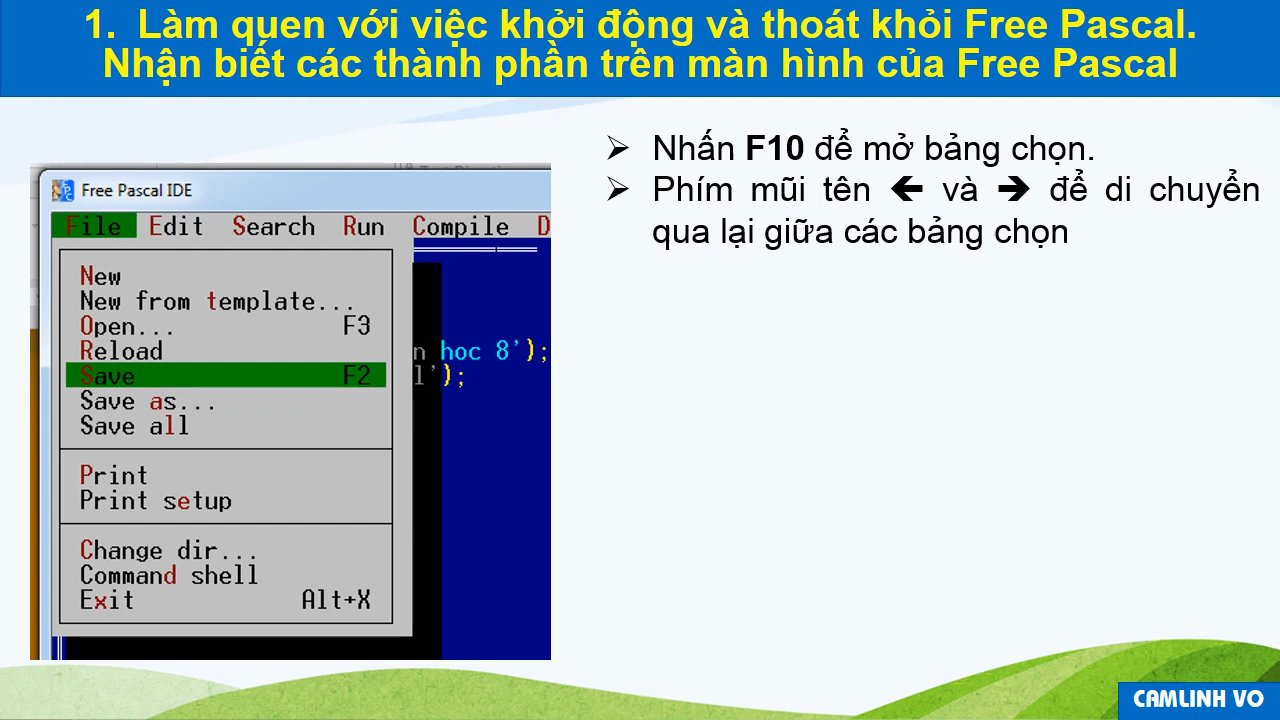 1. Làm quen với việc khởi động và thoát khỏi Free Pascal.
Nhận biết các thành phần trên màn hình của Free Pascal
➢ Nhấn F10 để mở bảng chọn.
➢ Phím mũi tên 🡸 và 🡺 để di chuyển
qua lại giữa các bảng chọn
Free Pascal IDE
File Edit Search Run Compile D
New
New from template...
Open... F3
Reload
Save F2
Save as...
Save all
Print
Print setup
Change dir...
Command shell
Exit Alt+X
n hoc 8');
l');
CAMLINH VO